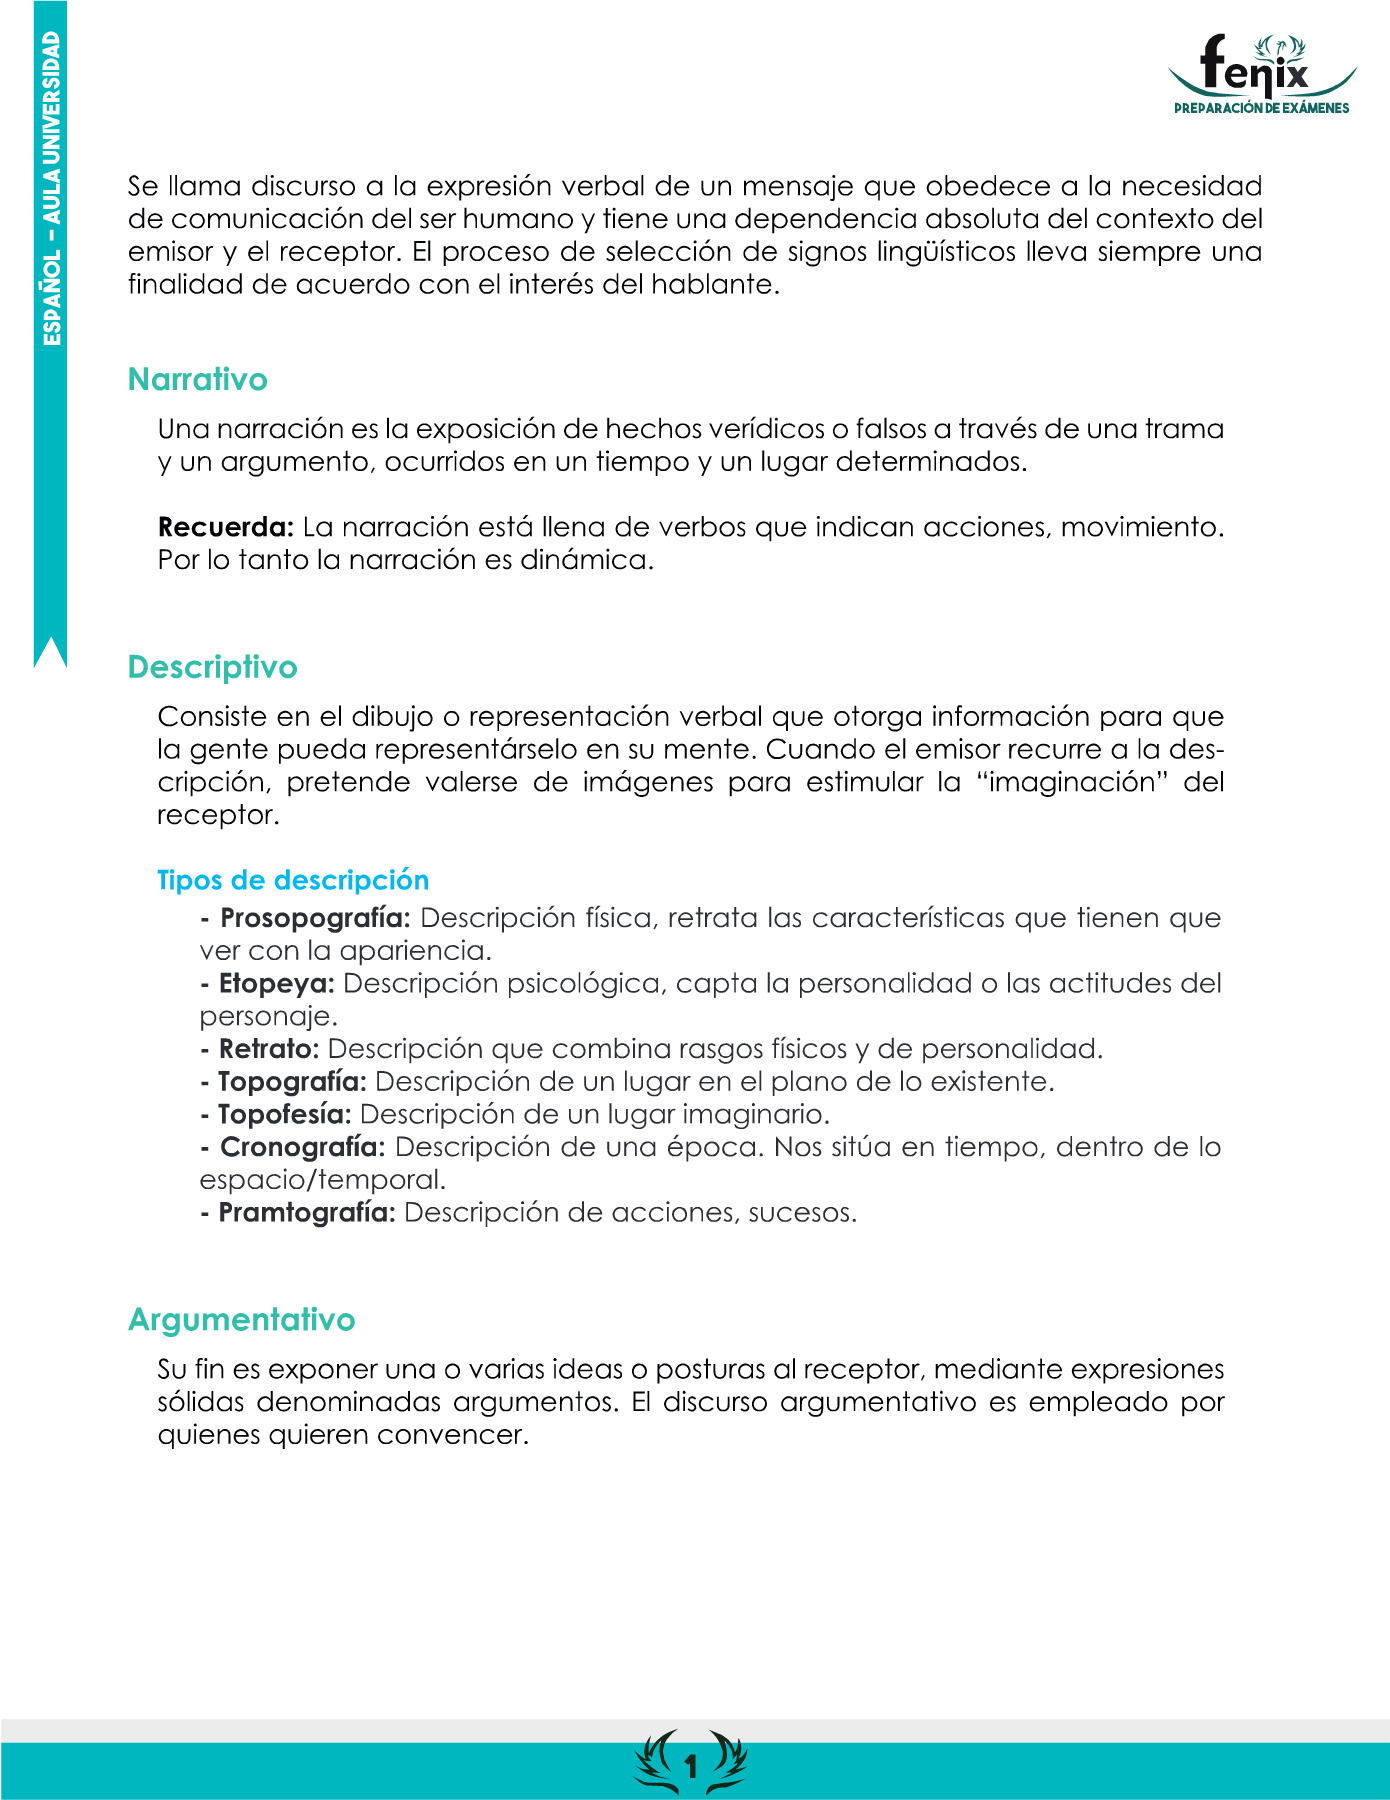 ESPAÑOL - AULA UNIVERSIDAD
fenix
PREPARACIÓN DE EXÁMENES
Se llama discurso a la expresión verbal de un mensaje que obedece a la necesidad
de comunicación del ser humano y tiene una dependencia absoluta del contexto del
emisor y el receptor. El proceso de selección de signos lingüísticos lleva siempre una
finalidad de acuerdo con el interés del hablante.
Narrativo
Una narración es la exposición de hechos verídicos o falsos a través de una trama
y un argumento, ocurridos en un tiempo y un lugar determinados.
Recuerda: La narración está llena de verbos que indican acciones, movimiento.
Por lo tanto la narración es dinámica.
Descriptivo
Consiste en el dibujo o representación verbal que otorga información para que
la gente pueda representárselo en su mente. Cuando el emisor recurre a la des-
cripción, pretende valerse de imágenes para estimular la “imaginación” del
receptor.
Tipos de descripción
- Prosopografía: Descripción física, retrata las características que tienen que
ver con la apariencia.
- Etopeya: Descripción psicológica, capta la personalidad o las actitudes del
personaje.
- Retrato: Descripción que combina rasgos físicos y de personalidad.
- Topografía: Descripción de un lugar en el plano de lo existente.
- Topofesía: Descripción de un lugar imaginario.
- Cronografía: Descripción de una época. Nos sitúa en tiempo, dentro de lo
espacio/temporal.
- Pramtografía: Descripción de acciones, sucesos.
Argumentativo
Su fin es exponer una o varias ideas o posturas al receptor, mediante expresiones
sólidas denominadas argumentos. El discurso argumentativo es empleado por
quienes quieren convencer.
1